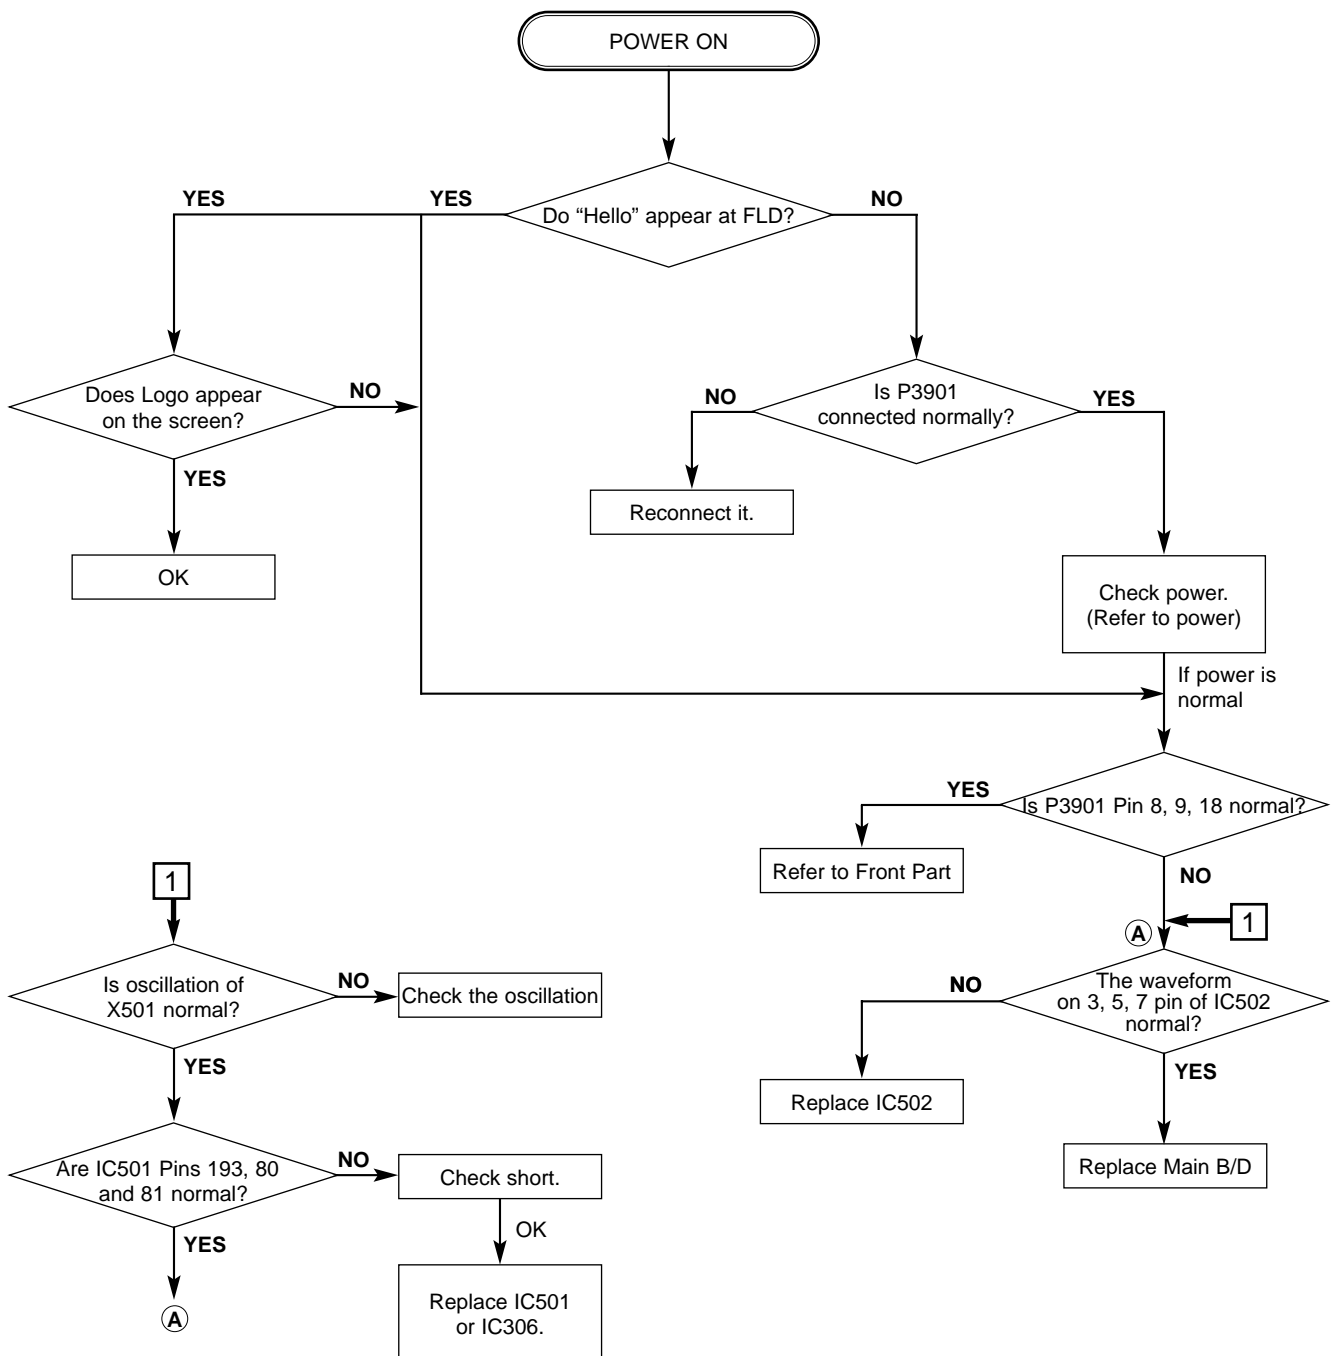 POWER ON
YES
YES
Do “Hello” appear at FLD?
NO
Does Logo appear
on the screen?
NO
YES
OK
Is P3901
connected normally?
NO
YES
Reconnect it.
Check power.
(Refer to power)
If power is
normal
Is P3901 Pin 8, 9, 18 normal?
YES
Refer to Front Part
NO
1
A
The waveform
on 3, 5, 7 pin of IC502
normal?
NO
Replace IC502
YES
Replace Main B/D
1
Is oscillation of
X501 normal?
NO
Check the oscillation
YES
Are IC501 Pins 193, 80
and 81 normal?
NO
Check short.
OK
Replace IC501
or IC306.
YES
A